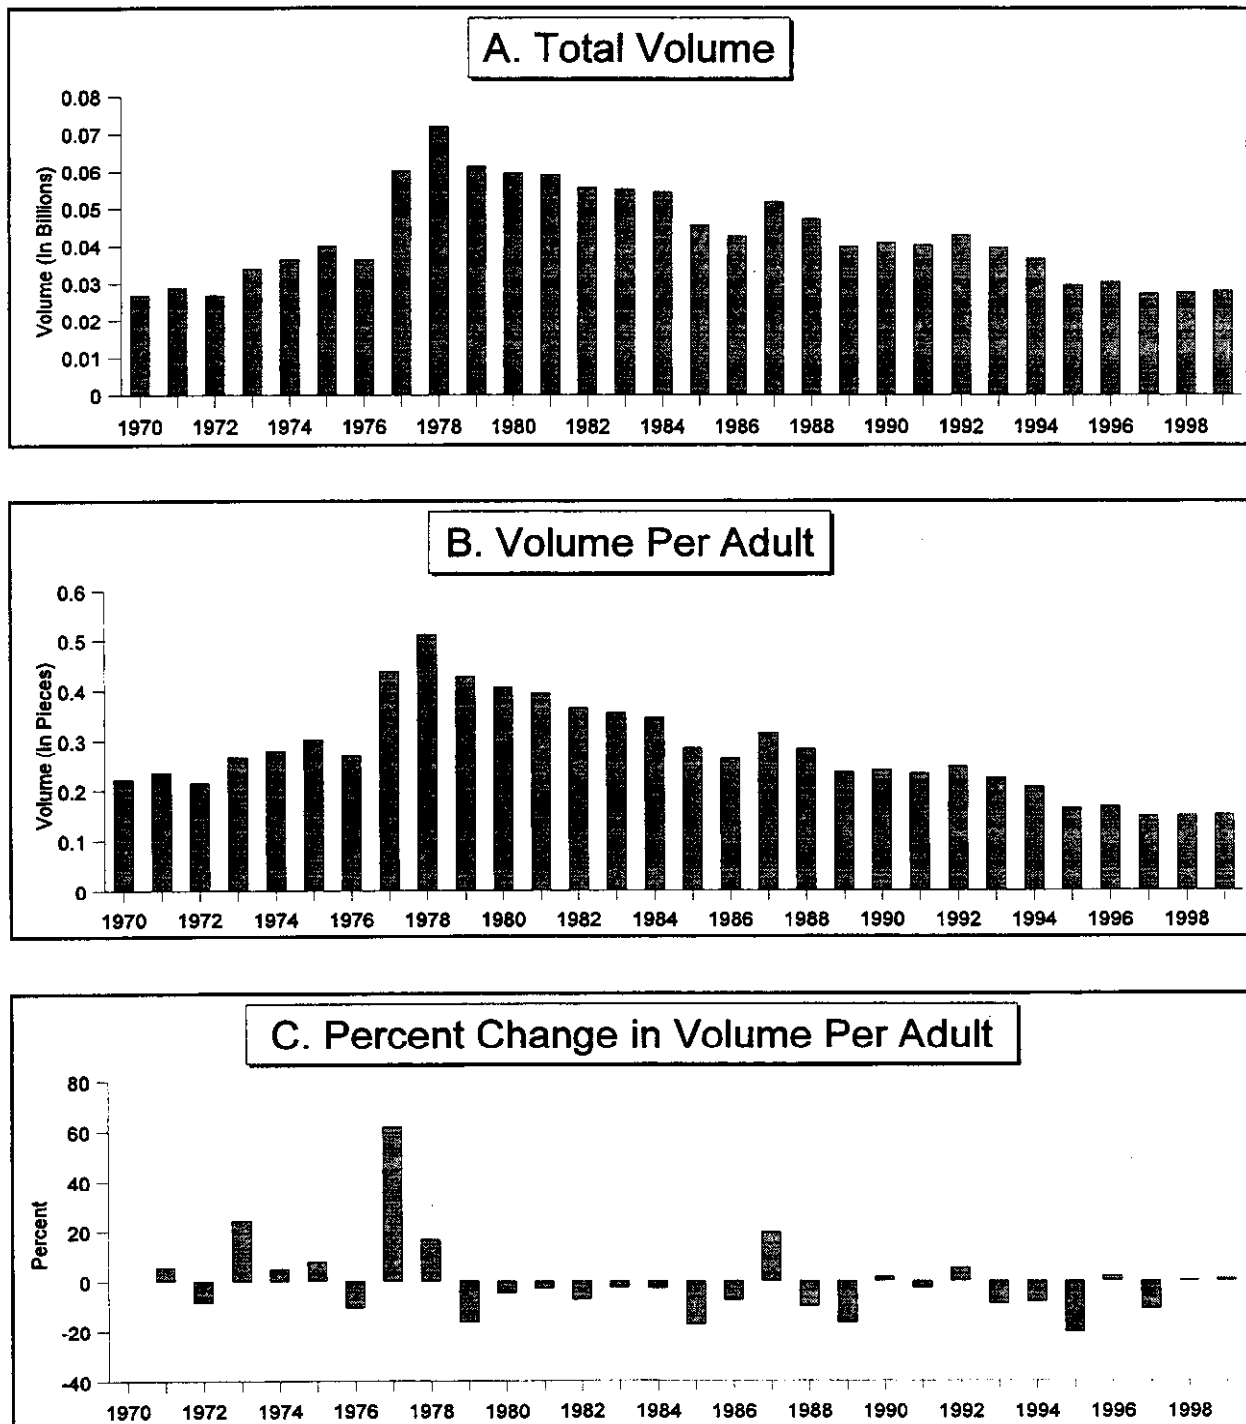 A. Total Volume
Volume (In Billions)
0.08
0.07
0.06
0.05
0.04
0.03
0.02
0.01
0
1970 1972 1974 1976 1978 1980 1982 1984 1986 1988 1990 1992 1994 1996 1998
B. Volume Per Adult
Volume (In Pieces)
0.6
0.5
0.4
0.3
0.2
0.1
0
1970 1972 1974 1976 1978 1980 1982 1984 1986 1988 1990 1992 1994 1996 1998
C. Percent Change in Volume Per Adult
Percent
80
60
40
20
0
-20
-40
1970 1972 1974 1976 1978 1980 1982 1984 1986 1988 1990 1992 1994 1996 1998